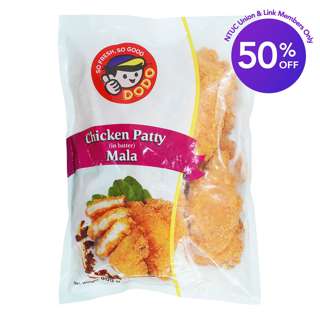 NTUC Union & Link Members Only
50%
OFF
SO FRESH, SO GOOD
DODO
Chicken Patty
(in batter)
Mala